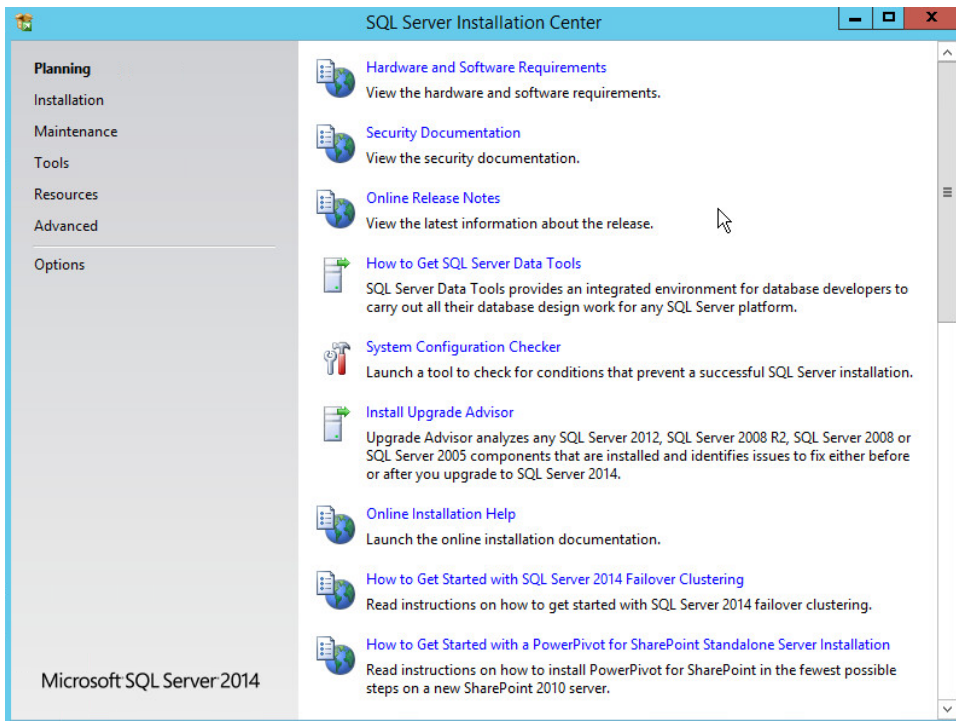 SQL Server Installation Center
Planning
Installation
Maintenance
Tools
Resources
Advanced
Options
Microsoft SQL Server 2014
Hardware and Software Requirements
View the hardware and software requirements.
Security Documentation
View the security documentation.
Online Release Notes
View the latest information about the release.
How to Get SQL Server Data Tools
SQL Server Data Tools provides an integrated environment for database developers to
carry out all their database design work for any SQL Server platform.
System Configuration Checker
Launch a tool to check for conditions that prevent a successful SQL Server installation.
Install Upgrade Advisor
Upgrade Advisor analyzes any SQL Server 2012, SQL Server 2008 R2, SQL Server 2008 or
SQL Server 2005 components that are installed and identifies issues to fix either before
or after you upgrade to SQL Server 2014.
Online Installation Help
Launch the online installation documentation.
How to Get Started with SQL Server 2014 Failover Clustering
Read instructions on how to get started with SQL Server 2014 failover clustering.
How to Get Started with a PowerPivot for SharePoint Standalone Server Installation
Read instructions on how to install PowerPivot for SharePoint in the fewest possible
steps on a new SharePoint 2010 server.